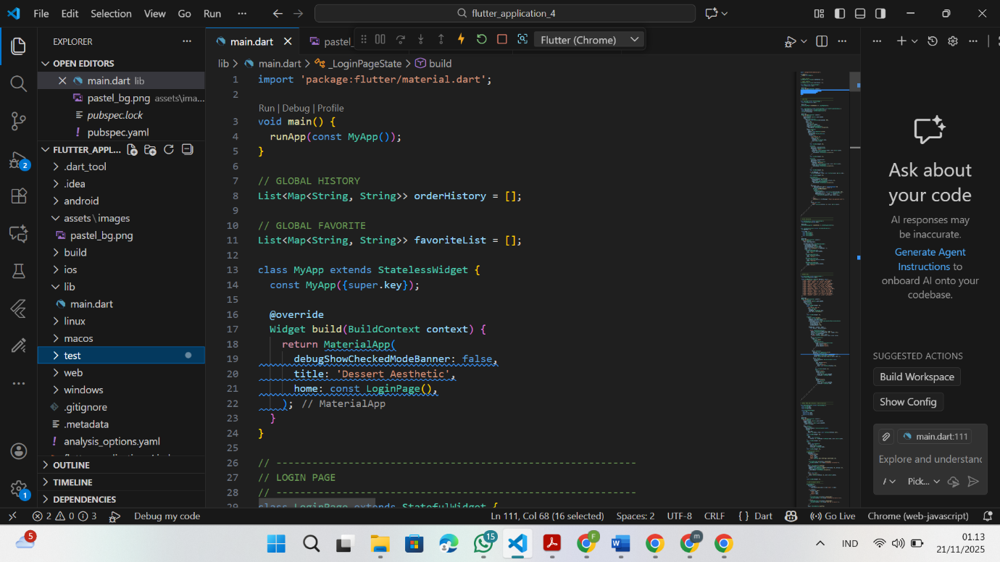 File Edit Selection View Go Run ··· flutter_application_4
EXPLORER ···
OPEN EDITORS
main.dart lib
pastel_bg.png assets\ima...
pubspec.lock
pubspec.yaml
FLUTTER_APPL...
.dart_tool
.idea
android
assets\images
pastel_bg.png
build
ios
lib
main.dart
linux
macos
test
web
windows
.gitignore
.metadata
analysis_options.yaml
OUTLINE
TIMELINE
DEPENDENCIES
2
1
main.dart pastel_ Flutter (Chrome)
lib > main.dart > _LoginPageState > build
1 import 'package:flutter/material.dart';
2
Run | Debug | Profile
3 void main() {
4 runApp(const MyApp());
5 }
6
7 // GLOBAL HISTORY
8 List<Map<String, String>> orderHistory = [];
9
10 // GLOBAL FAVORITE
11 List<Map<String, String>> favoriteList = [];
12
13 class MyApp extends StatelessWidget {
14 const MyApp({super.key});
15
16 @override
17 Widget build(BuildContext context) {
18 return MaterialApp(
19 debugShowCheckedModeBanner: false,
20 title: 'Dessert Aesthetic',
21 home: const LoginPage(),
22 ); // MaterialApp
23 }
24 }
25
26 // ------------------------------------------------------------
27 // LOGIN PAGE
28 // ------------------------------------------------------------
29 class LoginPage extends StatefulWidget {
Ask about
your code
AI responses may
be inaccurate.
Generate Agent
Instructions to
onboard AI onto your
codebase.
SUGGESTED ACTIONS
Build Workspace
Show Config
main.dart:111
Explore and understand
Pick...
2 0 3 Debug my code Ln 111, Col 68 (16 selected) Spaces: 2 UTF-8 CRLF { } Dart Go Live Chrome (web-javascript)
5 15 F m IND 01.13
21/11/2025